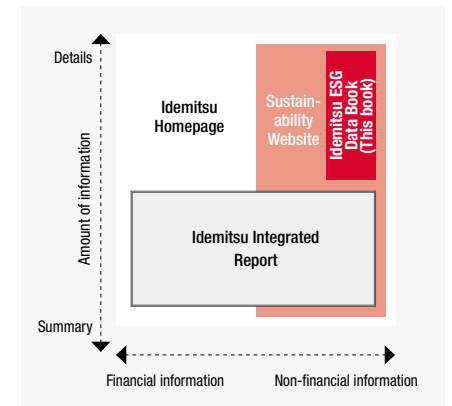 Details
Amount of information
Summary
Idemitsu
Homepage
Sustain-
ability
Website
Idemitsu ESG
Data Book
(This book)
Idemitsu Integrated
Report
Financial information
Non-financial information